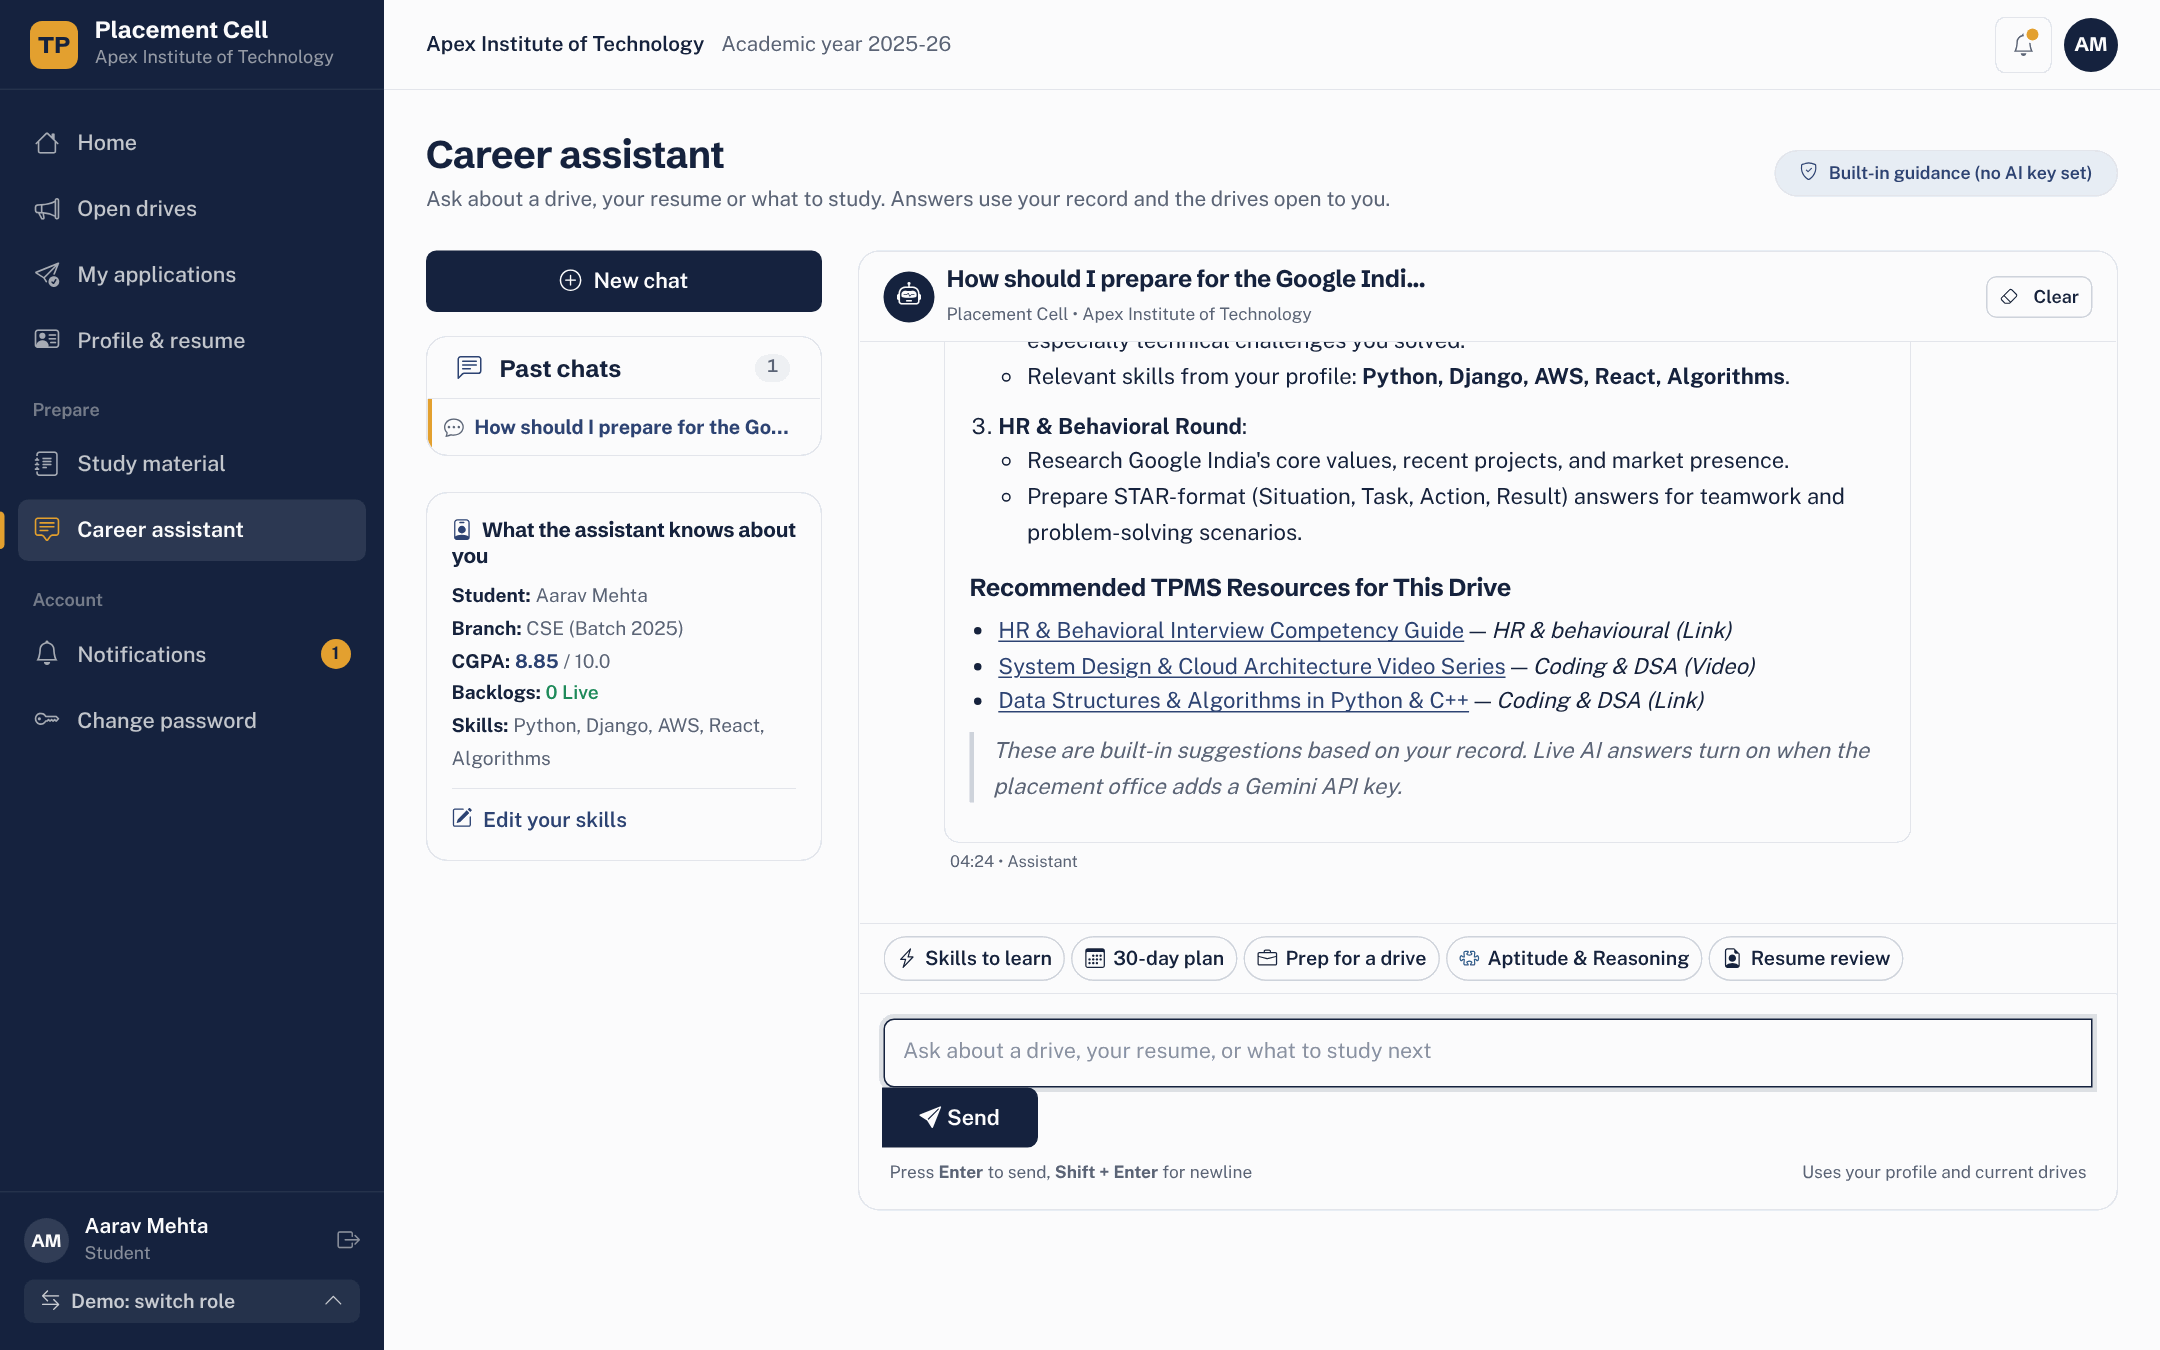 TP
Placement Cell
Apex Institute of Technology
Home
Open drives
My applications
Profile & resume
Prepare
Study material
Career assistant
Account
Notifications
1
Change password
AM
Aarav Mehta
Student
Demo: switch role
Apex Institute of Technology Academic year 2025-26
AM
Career assistant
Ask about a drive, your resume or what to study. Answers use your record and the drives open to you.
Built-in guidance (no AI key set)
New chat
Past chats
1
How should I prepare for the Go...
What the assistant knows about
you
Student: Aarav Mehta
Branch: CSE (Batch 2025)
CGPA: 8.85 / 10.0
Backlogs: 0 Live
Skills: Python, Django, AWS, React,
Algorithms
Edit your skills
How should I prepare for the Google Indi...
Placement Cell • Apex Institute of Technology
Clear
especially technical challenges you solved.
Relevant skills from your profile: Python, Django, AWS, React, Algorithms.
3. HR & Behavioral Round:
Research Google India's core values, recent projects, and market presence.
Prepare STAR-format (Situation, Task, Action, Result) answers for teamwork and
problem-solving scenarios.
Recommended TPMS Resources for This Drive
HR & Behavioral Interview Competency Guide — HR & behavioural (Link)
System Design & Cloud Architecture Video Series — Coding & DSA (Video)
Data Structures & Algorithms in Python & C++ — Coding & DSA (Link)
These are built-in suggestions based on your record. Live AI answers turn on when the
placement office adds a Gemini API key.
04:24 • Assistant
Skills to learn
30-day plan
Prep for a drive
Aptitude & Reasoning
Resume review
Ask about a drive, your resume, or what to study next
Send
Press Enter to send, Shift + Enter for newline
Uses your profile and current drives